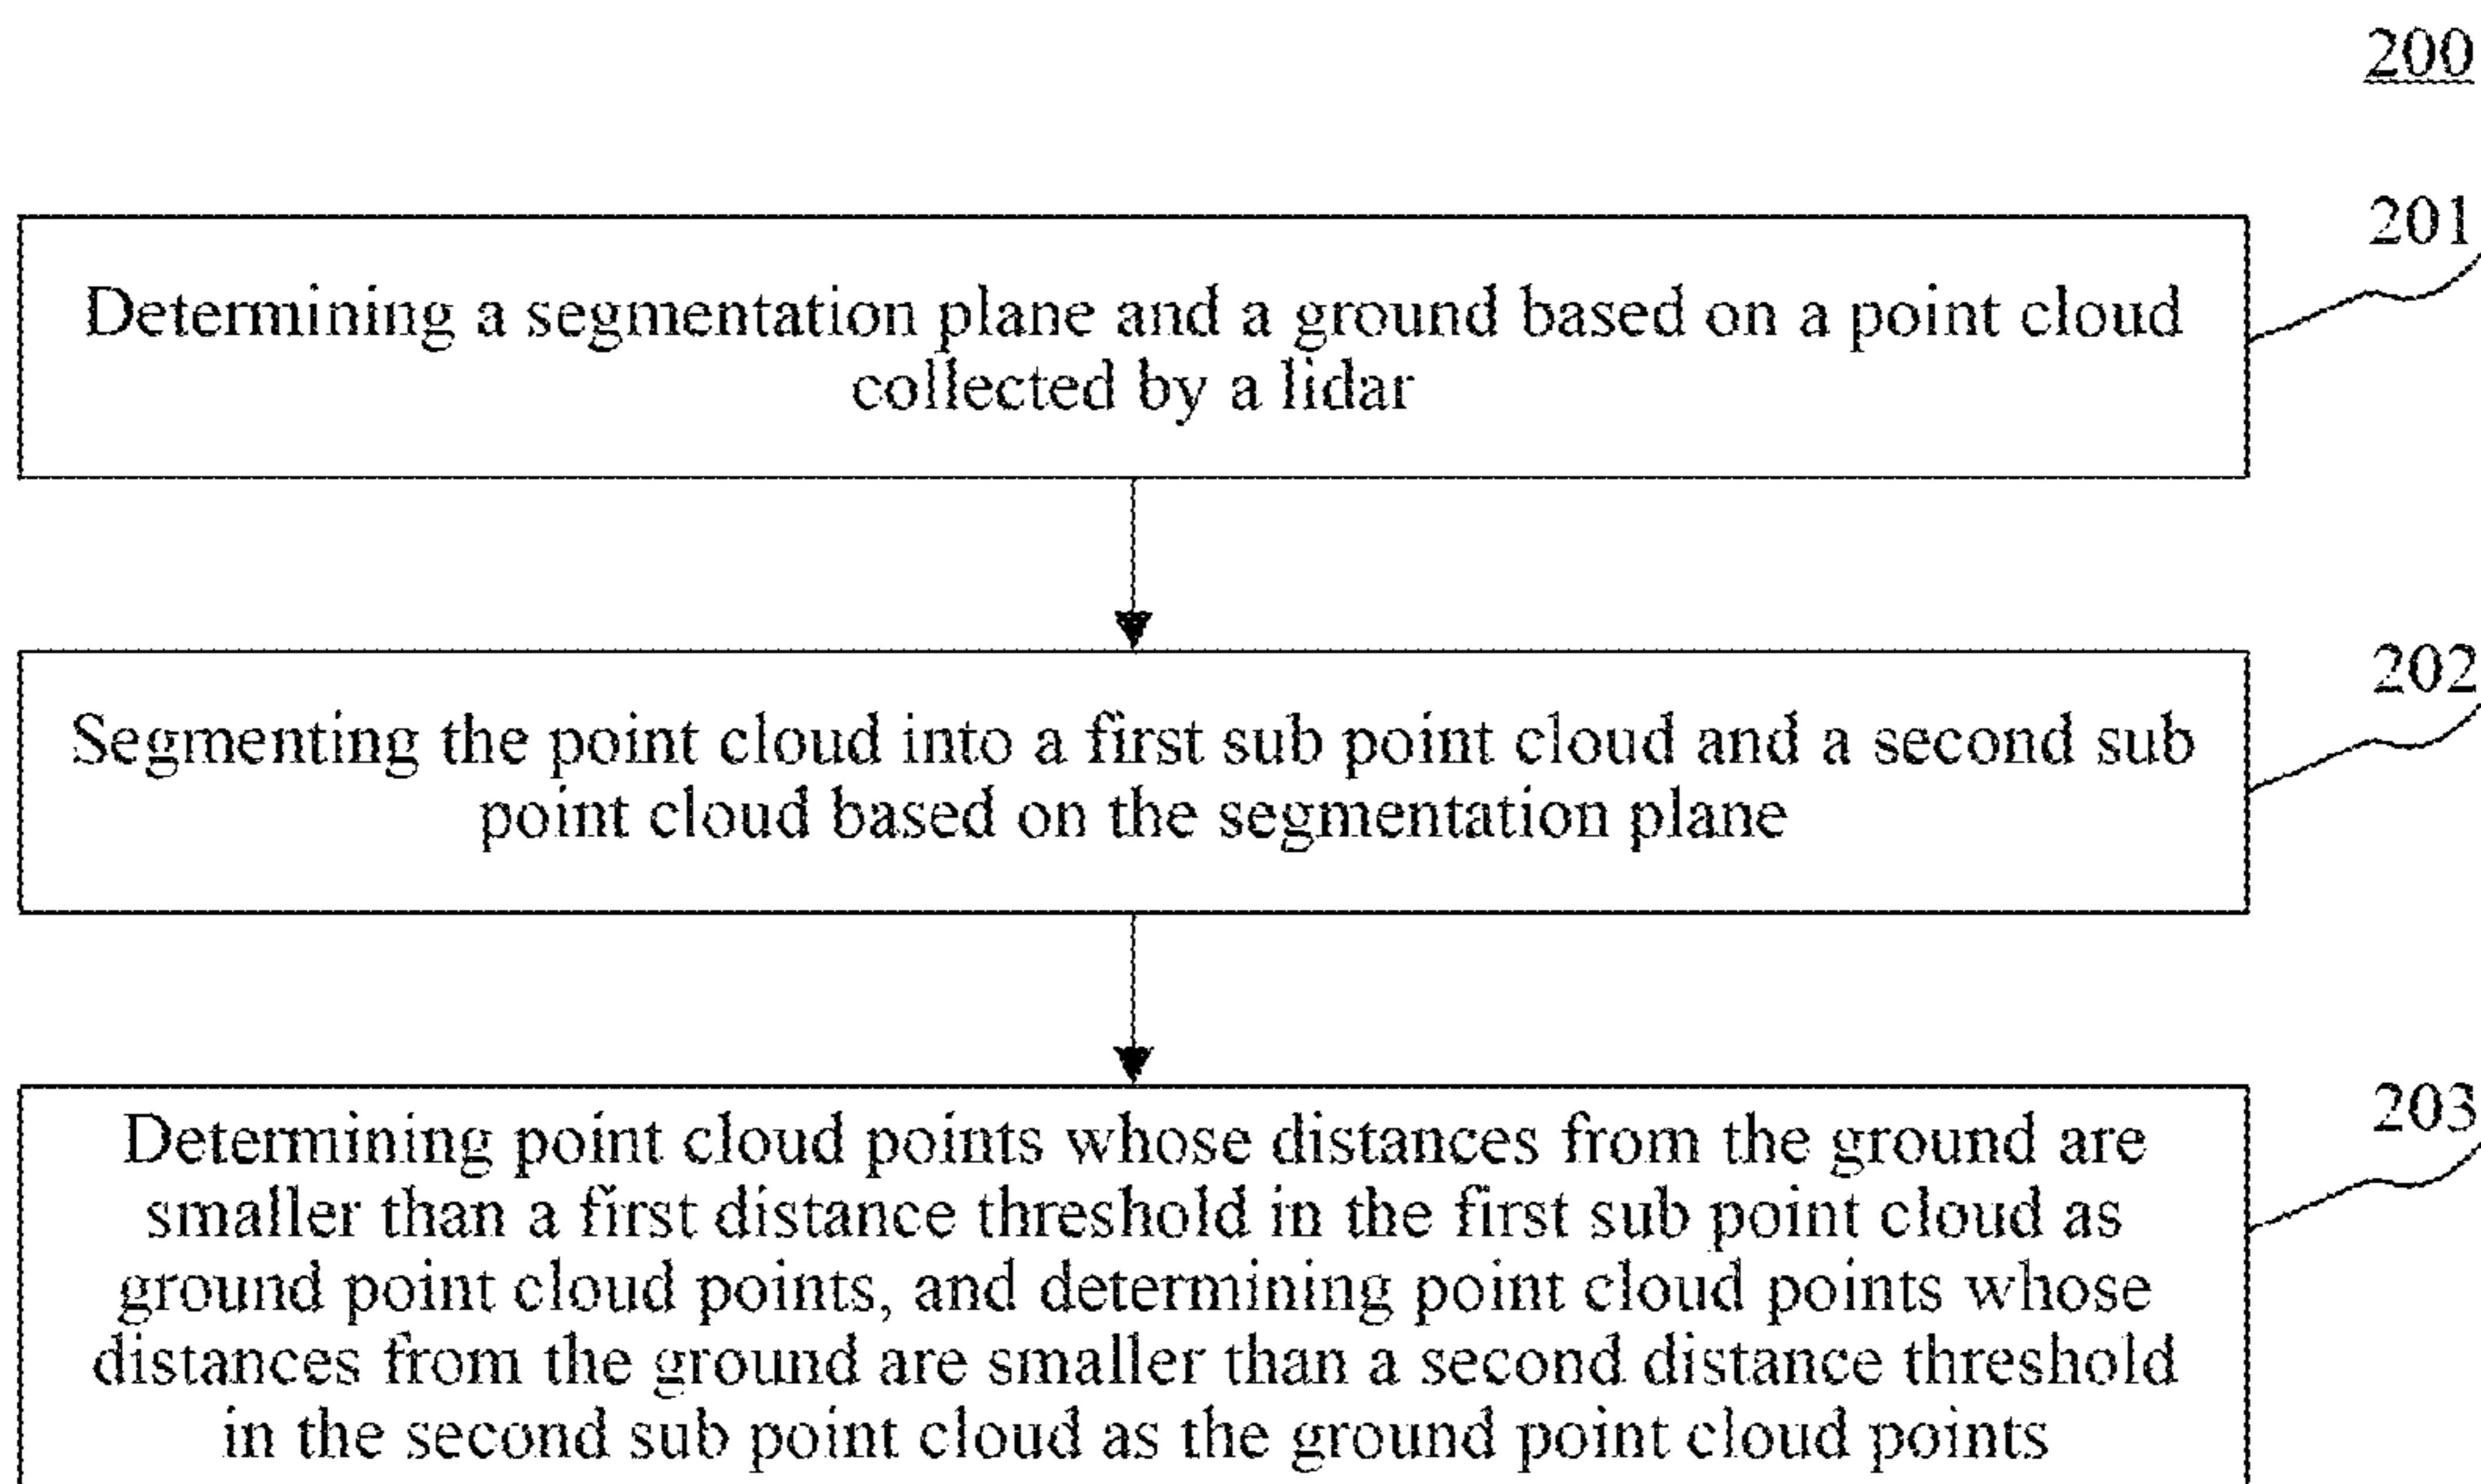 200
201
Determining a segmentation plane and a ground based on a point cloud
collected by a lidar
202
Segmenting the point cloud into a first sub point cloud and a second sub
point cloud based on the segmentation plane
203
Determining point cloud points whose distances from the ground are
smaller than a first distance threshold in the first sub point cloud as
ground point cloud points, and determining point cloud points whose
distances from the ground are smaller than a second distance threshold
in the second sub point cloud as the ground point cloud points